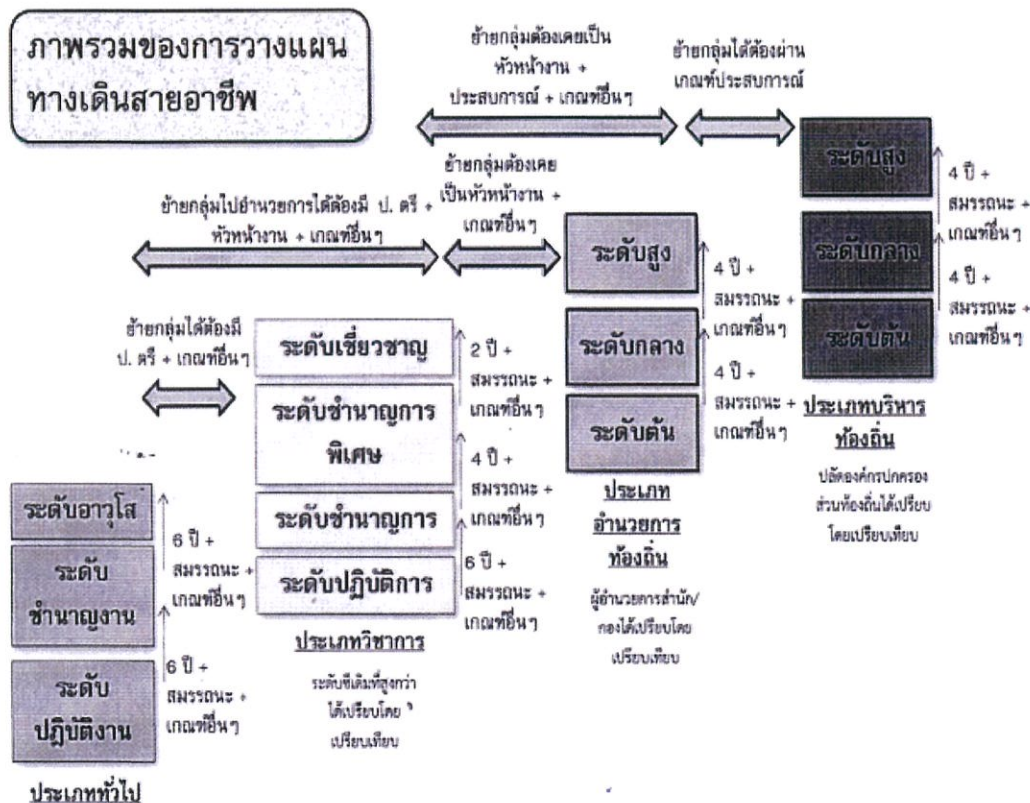 ภาพรวมของการวางแผน
ทางเดินสายอาชีพ
ย้ายกลุ่มต้องเคยเป็น
หัวหน้างาน +
ประสบการณ์ + เกณฑ์อื่นๆ
ย้ายกลุ่มได้ต้องผ่าน
เกณฑ์ประสบการณ์
ย้ายกลุ่มไปอำนวยการได้ต้องมี ป. ตรี +
หัวหน้างาน + เกณฑ์อื่นๆ
ย้ายกลุ่มต้องเคย
เป็นหัวหน้างาน +
เกณฑ์อื่นๆ
ย้ายกลุ่มได้ต้องมี
ป. ตรี + เกณฑ์อื่นๆ
ระดับอาวุโส
6 ปี +
สมรรถนะ +
เกณฑ์อื่นๆ
ระดับ
ชำนาญงาน
6 ปี +
สมรรถนะ +
เกณฑ์อื่นๆ
ระดับ
ปฏิบัติงาน
ประเภททั่วไป
ระดับเชี่ยวชาญ
2 ปี +
สมรรถนะ +
เกณฑ์อื่นๆ
ระดับชำนาญการ
พิเศษ
4 ปี +
สมรรถนะ +
เกณฑ์อื่นๆ
ระดับชำนาญการ
6 ปี +
สมรรถนะ +
เกณฑ์อื่นๆ
ระดับปฏิบัติการ
ประเภทวิชาการ
ระดับซีเดิมที่สูงกว่า
ได้เปรียบโดย
เปรียบเทียบ
ระดับสูง
4 ปี +
สมรรถนะ +
เกณฑ์อื่นๆ
ระดับกลาง
4 ปี +
สมรรถนะ +
เกณฑ์อื่นๆ
ระดับต้น
ประเภท
อำนวยการ
ท้องถิ่น
ผู้อำนวยการสำนัก/
กองได้เปรียบโดย
เปรียบเทียบ
ระดับสูง
4 ปี +
สมรรถนะ +
เกณฑ์อื่นๆ
ระดับกลาง
4 ปี +
สมรรถนะ +
เกณฑ์อื่นๆ
ระดับต้น
ประเภทบริหาร
ท้องถิ่น
ปลัดองค์กรปกครอง
ส่วนท้องถิ่นได้เปรียบ
โดยเปรียบเทียบ